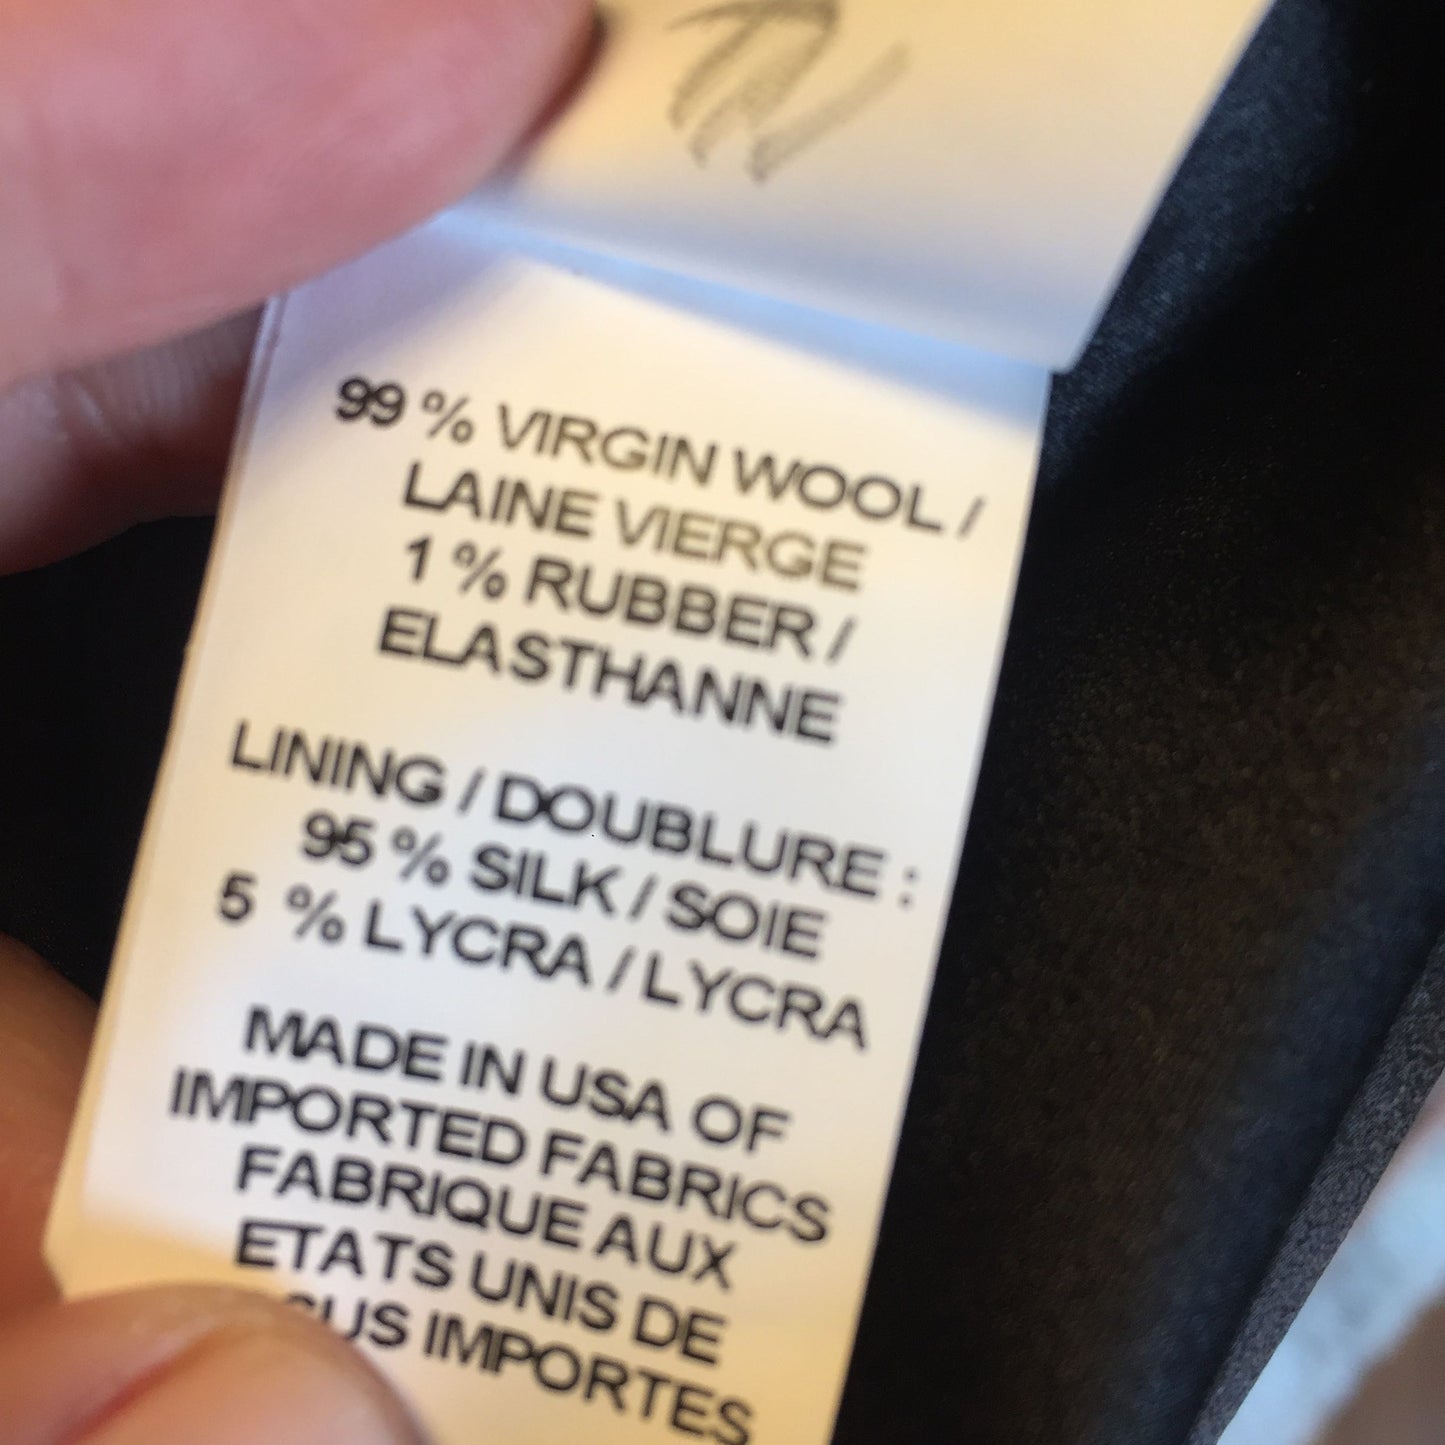 99 % VIRGIN WOOL /
LAINE VIERGE
1 % RUBBER /
ELASTHANNE
LINING / DOUBLURE :
95 % SILK / SOIE
5 % LYCRA / LYCRA
MADE IN USA OF
IMPORTED FABRICS
FABRIQUE AUX
ETATS UNIS DE
IMPORTES